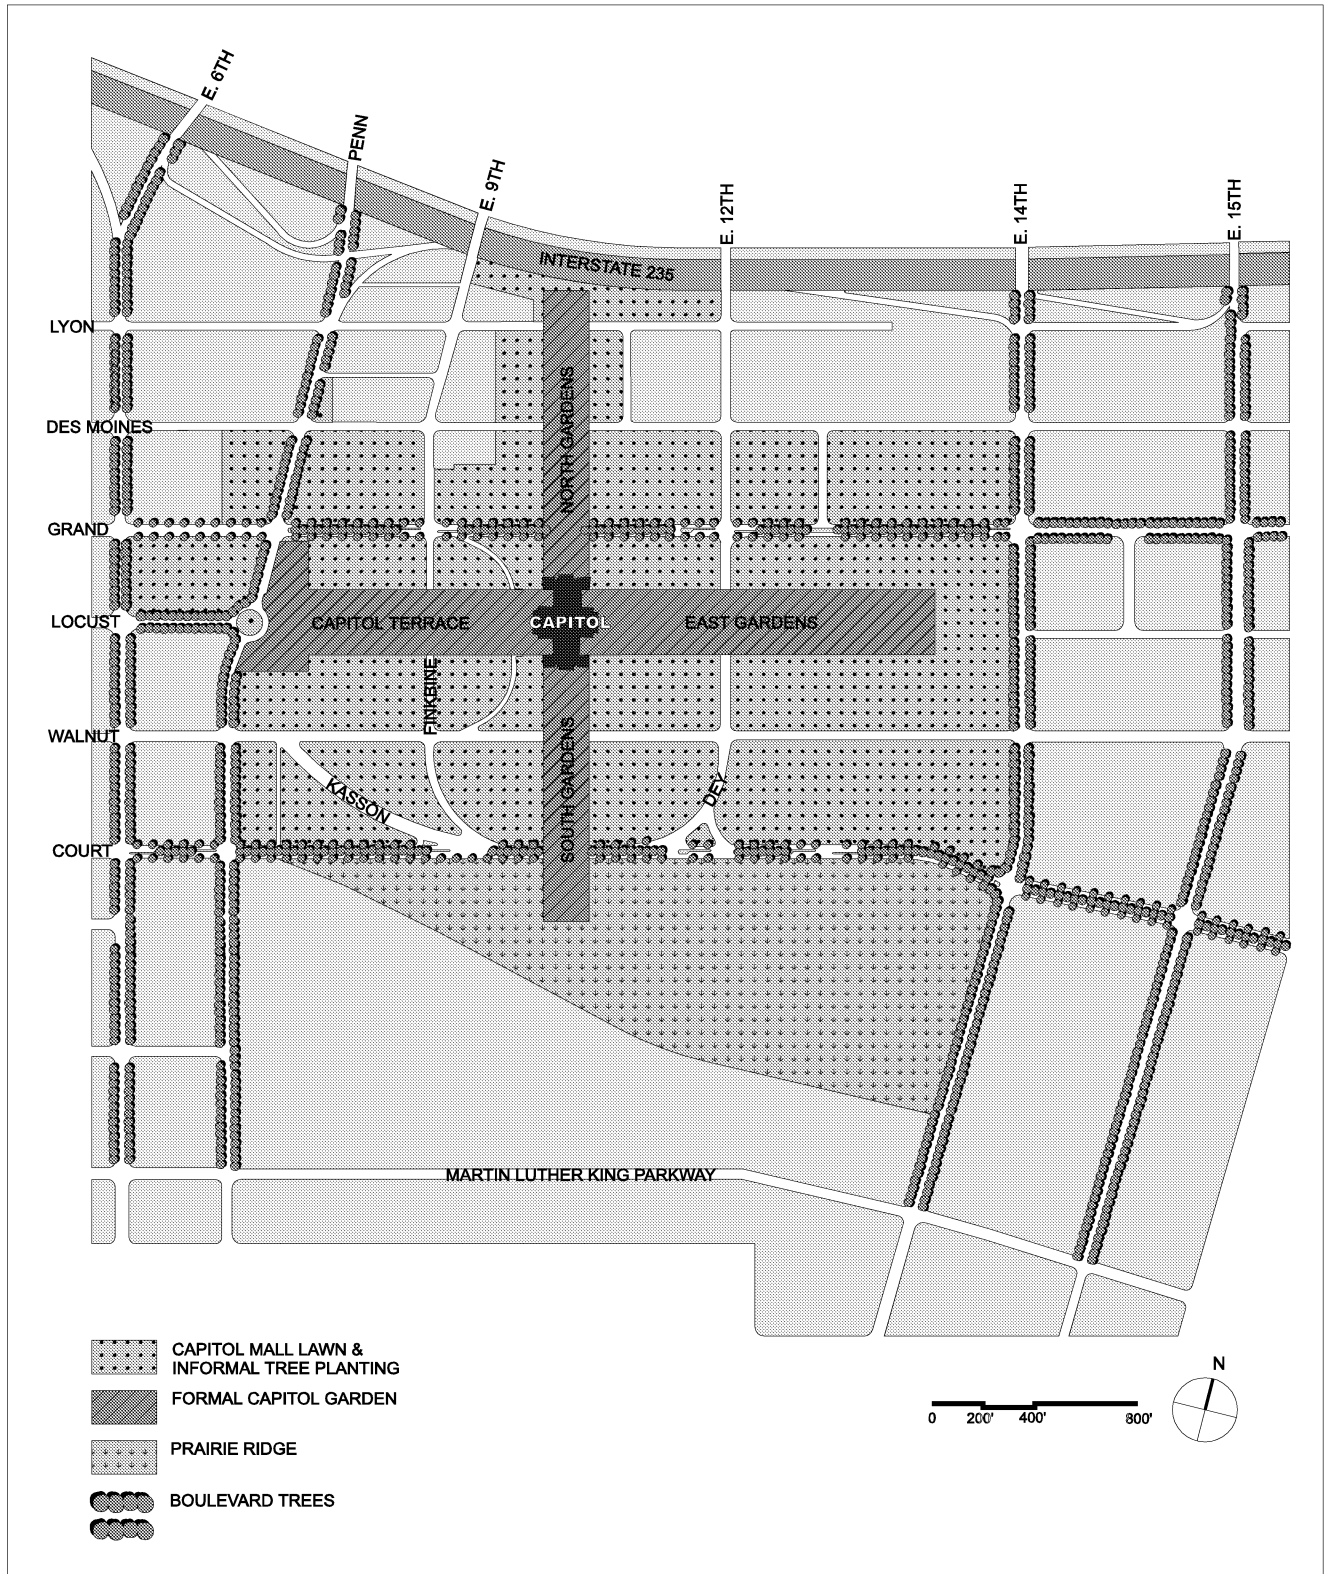 E. 6TH
PENN
E. 9TH
E. 12TH
E. 14TH
E. 15TH
INTERSTATE 235
LYON
NORTH GARDENS
DES MOINES
GRAND
LOCUST
CAPITOL TERRACE
CAPITOL
EAST GARDENS
FINKBINE
WALNUT
SOUTH GARDENS
KASSON
DEY
COURT
MARTIN LUTHER KING PARKWAY
CAPITOL MALL LAWN &
INFORMAL TREE PLANTING
FORMAL CAPITOL GARDEN
PRAIRIE RIDGE
BOULEVARD TREES
N
0 200' 400' 800'